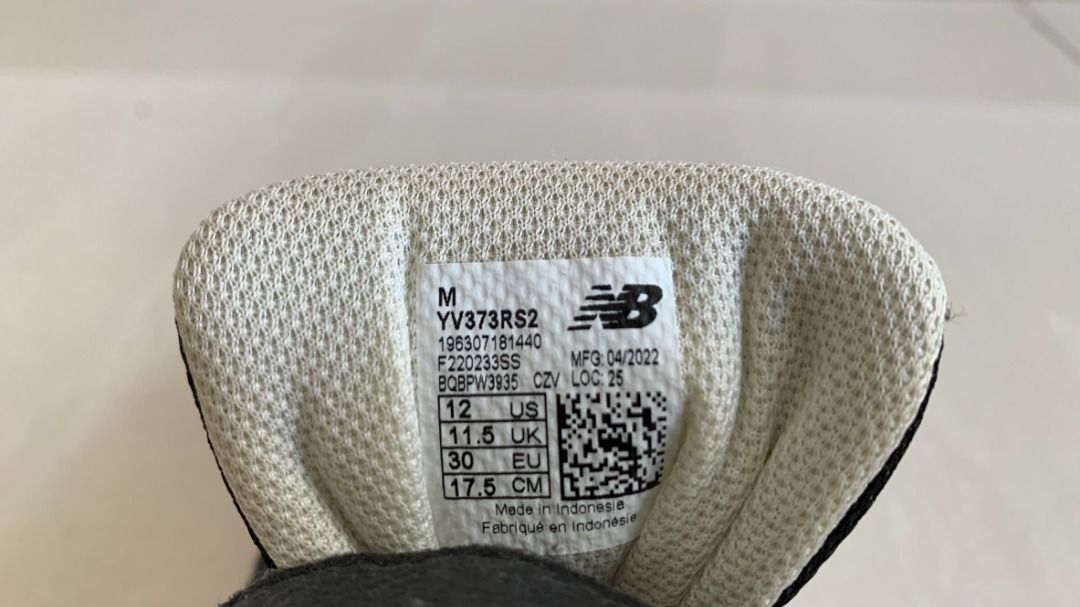 M
YV373RS2
NB
196307181440
F220233SS MFG: 04/2022
BQBPW3935 CZV LOC: 25
12 US
11.5 UK
30 EU
17.5 CM
Made in Indonesia
Fabriqué en Indonésie